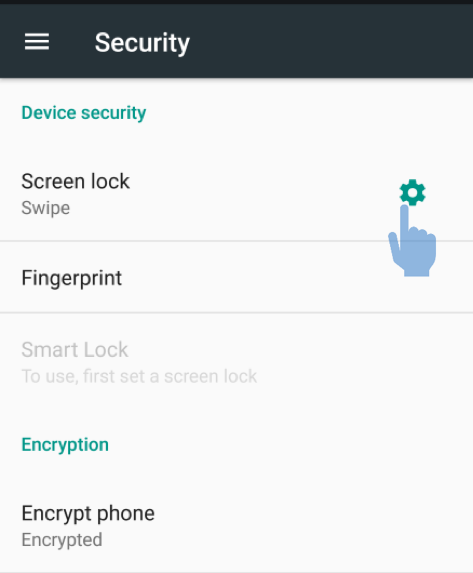 Security
Device security
Screen lock
Swipe
Fingerprint
Smart Lock
To use, first set a screen lock
Encryption
Encrypt phone
Encrypted